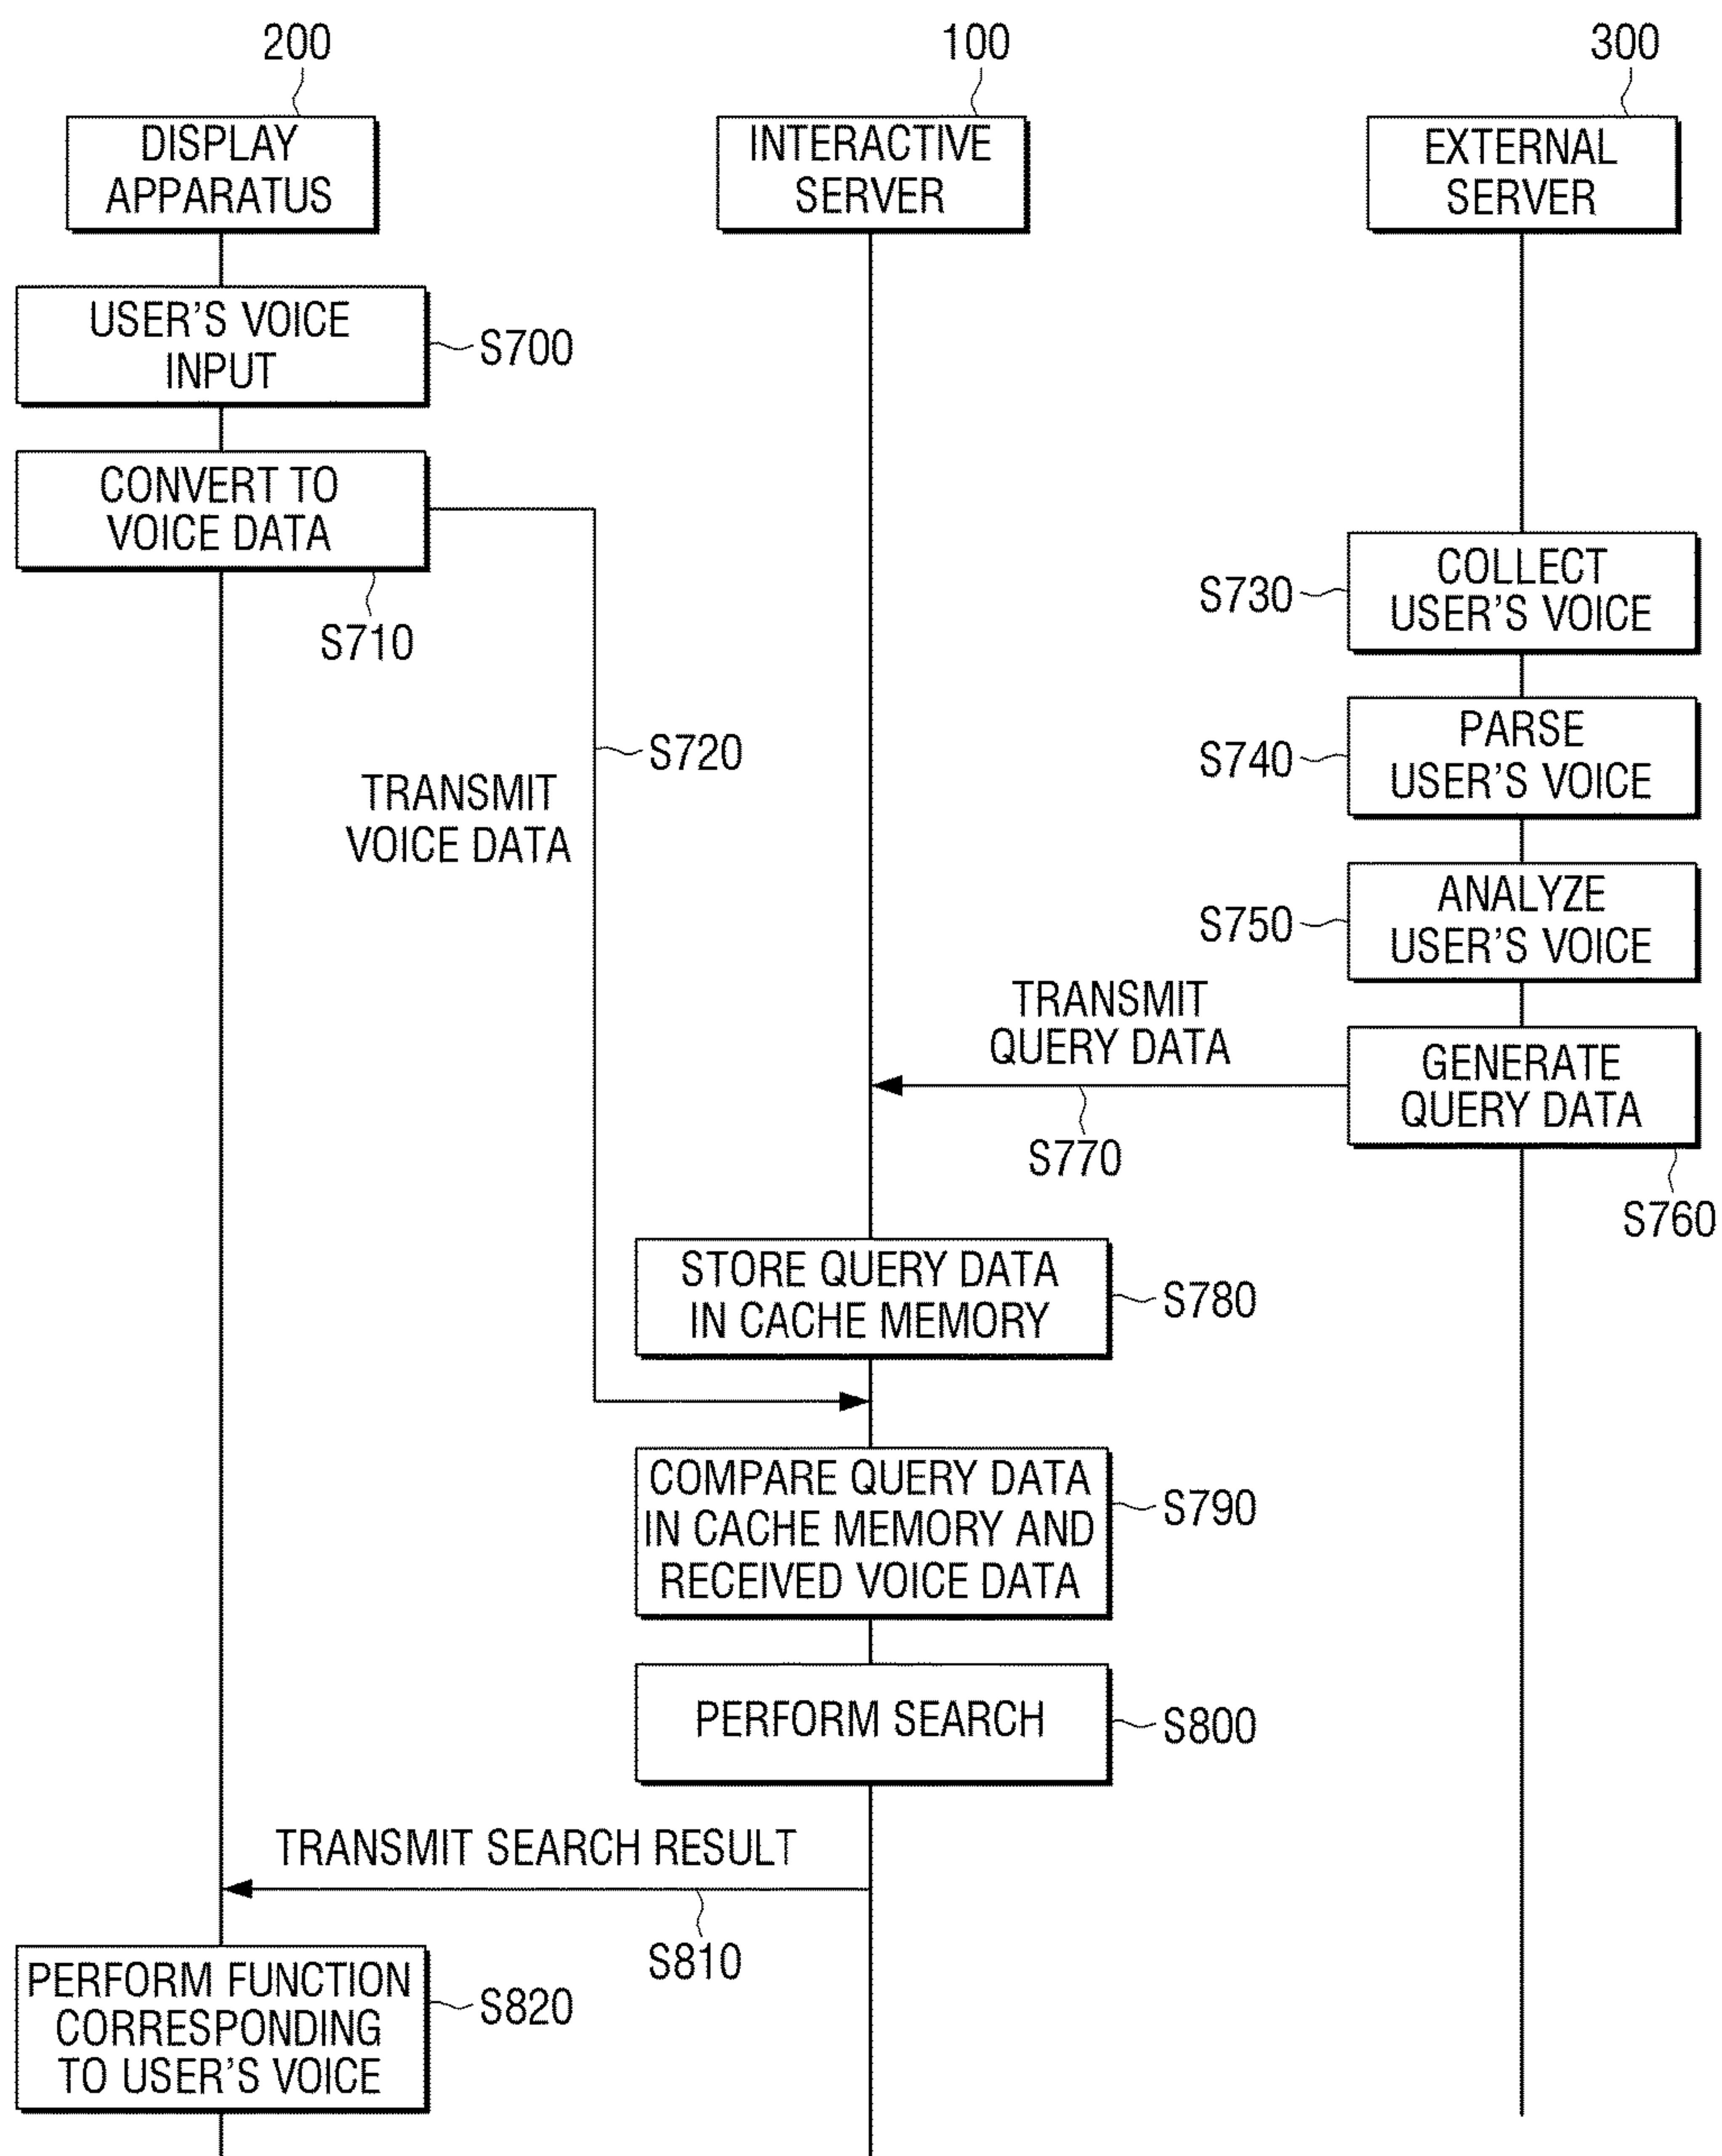 200
100
300
DISPLAY
APPARATUS
INTERACTIVE
SERVER
EXTERNAL
SERVER
USER'S VOICE
INPUT
S700
CONVERT TO
VOICE DATA
S710
S720
TRANSMIT
VOICE DATA
S730
COLLECT
USER'S VOICE
S740
PARSE
USER'S VOICE
S750
ANALYZE
USER'S VOICE
TRANSMIT
QUERY DATA
S770
GENERATE
QUERY DATA
S760
STORE QUERY DATA
IN CACHE MEMORY
S780
COMPARE QUERY DATA
IN CACHE MEMORY AND
RECEIVED VOICE DATA
S790
PERFORM SEARCH
S800
TRANSMIT SEARCH RESULT
S810
PERFORM FUNCTION
CORRESPONDING
TO USER'S VOICE
S820